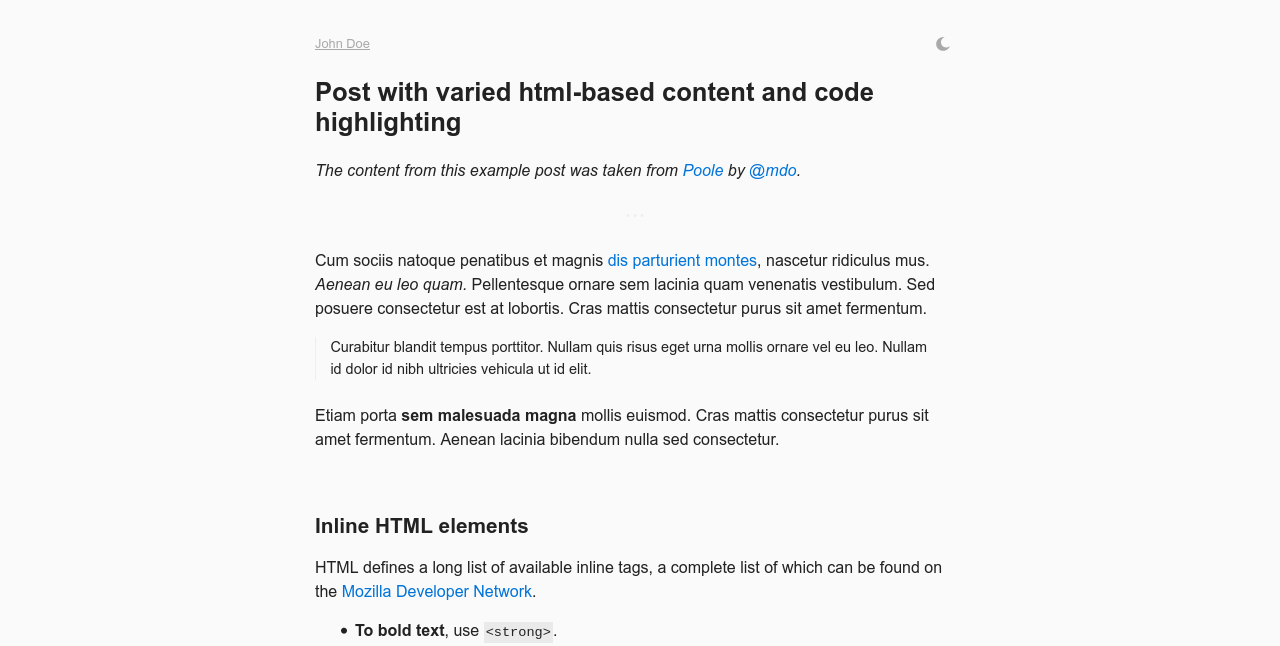 John Doe
Post with varied html-based content and code
highlighting
The content from this example post was taken from Poole by @mdo.
...
Cum sociis natoque penatibus et magnis dis parturient montes, nascetur ridiculus mus.
Aenean eu leo quam. Pellentesque ornare sem lacinia quam venenatis vestibulum. Sed
posuere consectetur est at lobortis. Cras mattis consectetur purus sit amet fermentum.
Curabitur blandit tempus porttitor. Nullam quis risus eget urna mollis ornare vel eu leo. Nullam
id dolor id nibh ultricies vehicula ut id elit.
Etiam porta sem malesuada magna mollis euismod. Cras mattis consectetur purus sit
amet fermentum. Aenean lacinia bibendum nulla sed consectetur.
Inline HTML elements
HTML defines a long list of available inline tags, a complete list of which can be found on
the Mozilla Developer Network.
• To bold text, use <strong>.